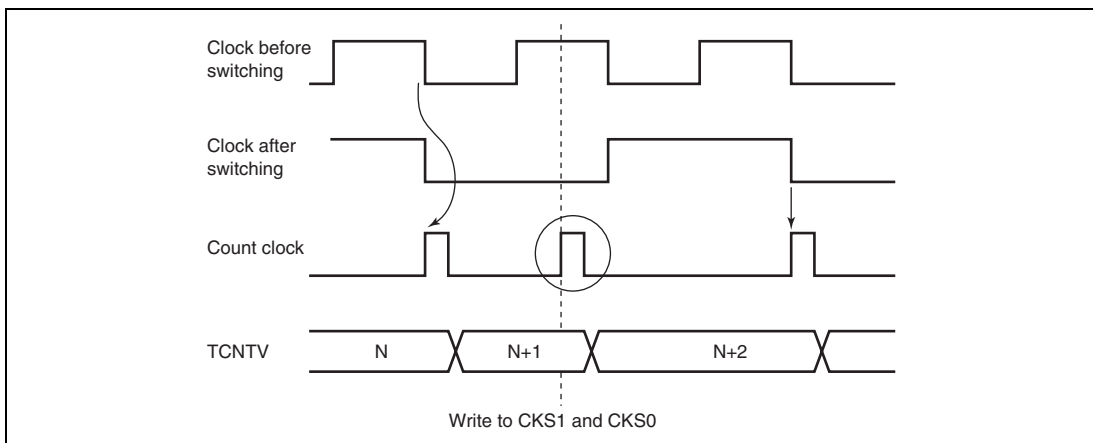 Clock before
switching
Clock after
switching
Count clock
TCNTV
N
N+1
N+2
Write to CKS1 and CKS0